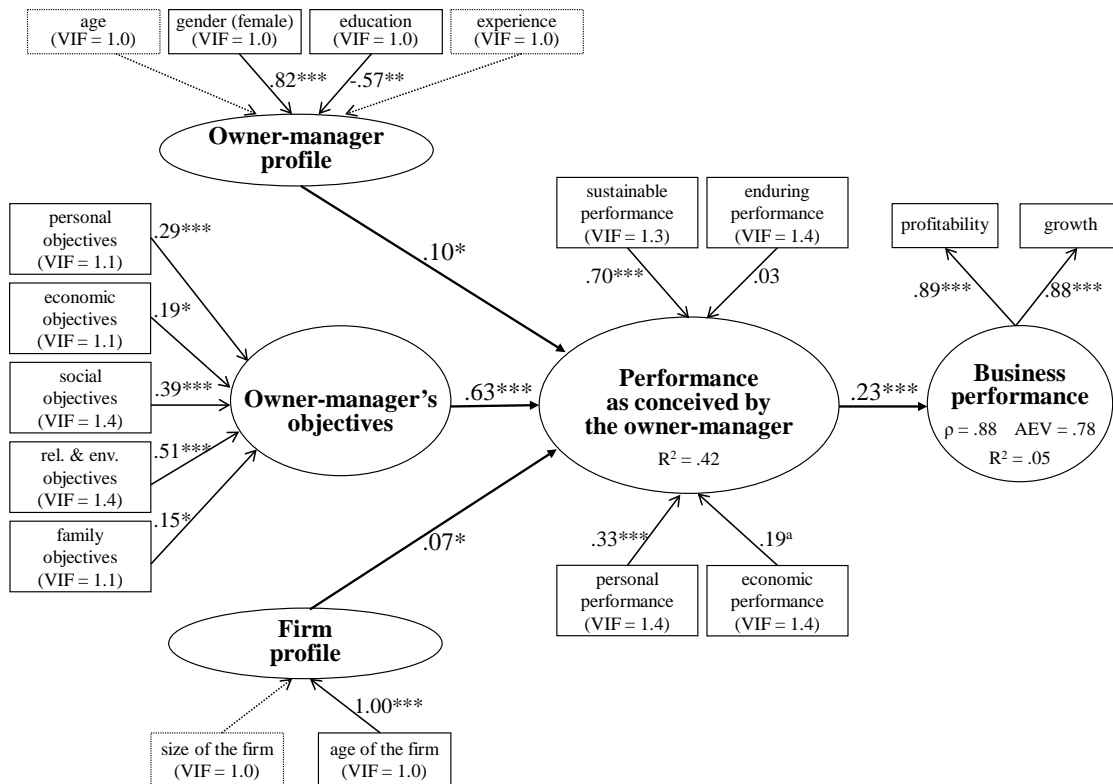 age
(VIF = 1.0)
gender (female)
(VIF = 1.0)
education
(VIF = 1.0)
experience
(VIF = 1.0)
.82***
-.57**
Owner-manager
profile
personal
objectives
(VIF = 1.1)
.29***
economic
objectives
(VIF = 1.1)
.19*
social
objectives
(VIF = 1.4)
.39***
rel. & env.
objectives
(VIF = 1.4)
.51***
family
objectives
(VIF = 1.1)
.15*
Owner-manager's
objectives
.10*
.63***
.07*
Firm
profile
1.00***
size of the firm
(VIF = 1.0)
age of the firm
(VIF = 1.0)
sustainable
performance
(VIF = 1.3)
enduring
performance
(VIF = 1.4)
.70***
.03
Performance
as conceived by
the owner-manager
R² = .42
.33***
.19ᵃ
personal
performance
(VIF = 1.4)
economic
performance
(VIF = 1.4)
.23***
profitability
growth
.89***
.88***
Business
performance
ρ = .88 AEV = .78
R² = .05